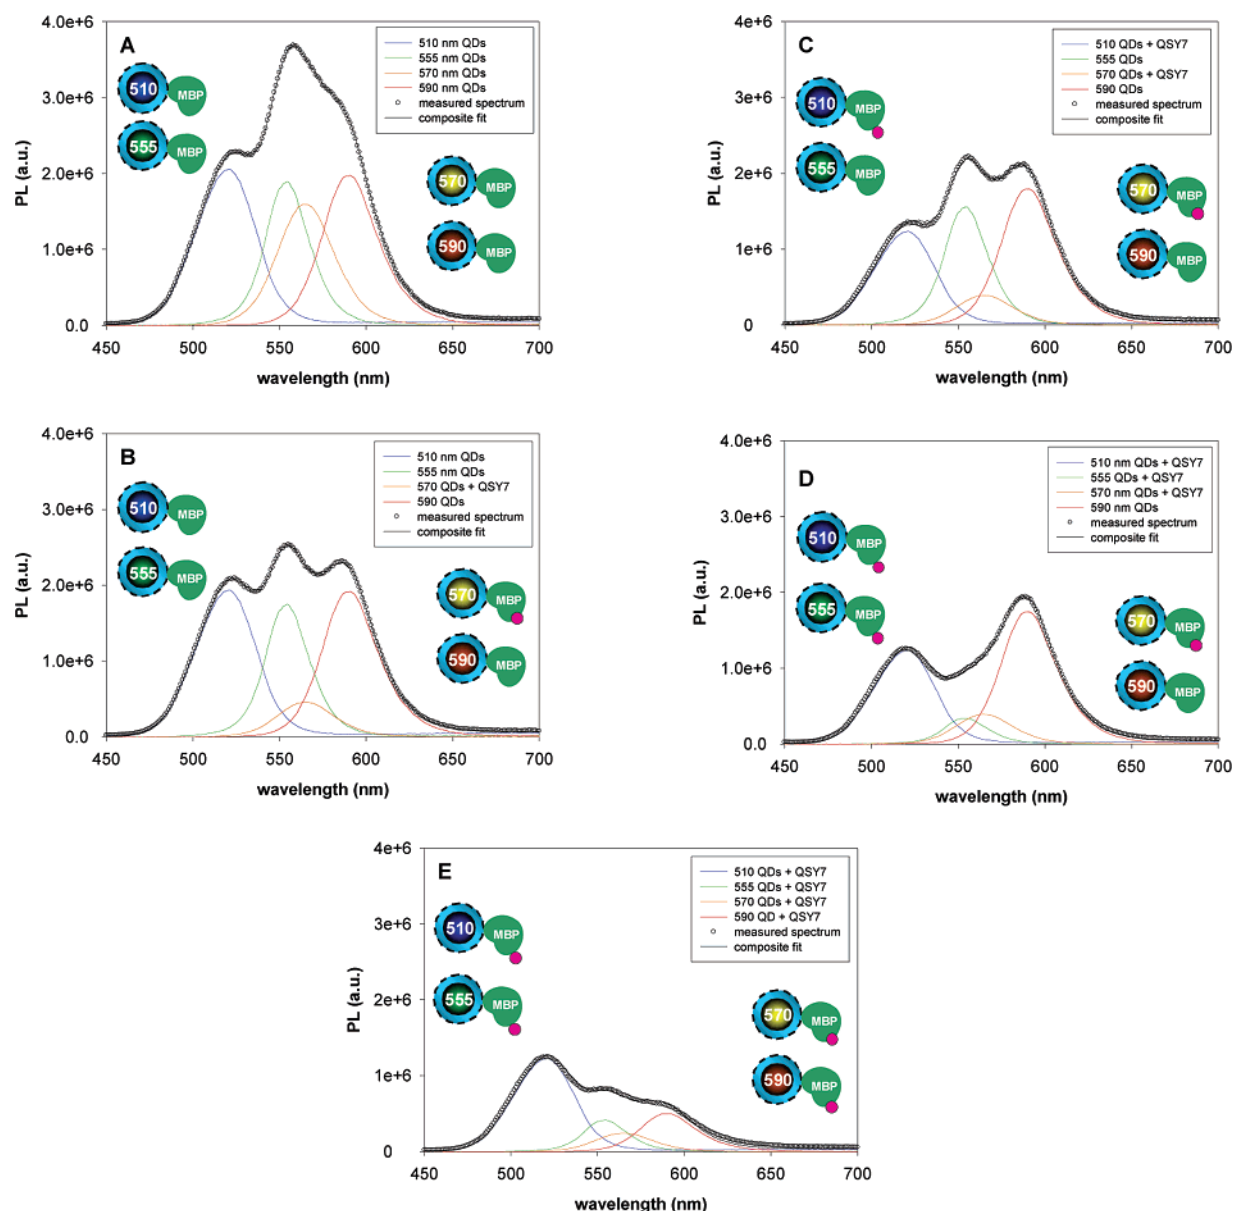 A
4.0e+6
3.0e+6
2.0e+6
1.0e+6
0.0
PL (a.u.)
450 500 550 600 650 700
wavelength (nm)
510 nm QDs
555 nm QDs
570 nm QDs
590 nm QDs
measured spectrum
composite fit
510 MBP
555 MBP
570 MBP
590 MBP
C
4e+6
3e+6
2e+6
1e+6
0
PL (a.u.)
450 500 550 600 650 700
wavelength (nm)
510 QDs + QSY7
555 QDs
570 QDs + QSY7
590 QDs
measured spectrum
composite fit
510 MBP
555 MBP
570 MBP
590 MBP
B
4.0e+6
3.0e+6
2.0e+6
1.0e+6
0.0
PL (a.u.)
450 500 550 600 650 700
wavelength (nm)
510 nm QDs
555 nm QDs
570 QDs + QSY7
590 QDs
measured spectrum
composite fit
510 MBP
555 MBP
570 MBP
590 MBP
D
4.0e+6
3.0e+6
2.0e+6
1.0e+6
0.0
PL (a.u.)
450 500 550 600 650 700
wavelength (nm)
510 nm QDs + QSY7
555 QDs + QSY7
570 nm QDs + QSY7
590 nm QDs
measured spectrum
composite fit
510 MBP
555 MBP
570 MBP
590 MBP
E
4e+6
3e+6
2e+6
1e+6
0
PL (a.u.)
450 500 550 600 650 700
wavelength (nm)
510 QDs + QSY7
555 QDs + QSY7
570 QDs + QSY7
590 QD + QSY7
measured spectrum
composite fit
510 MBP
555 MBP
570 MBP
590 MBP